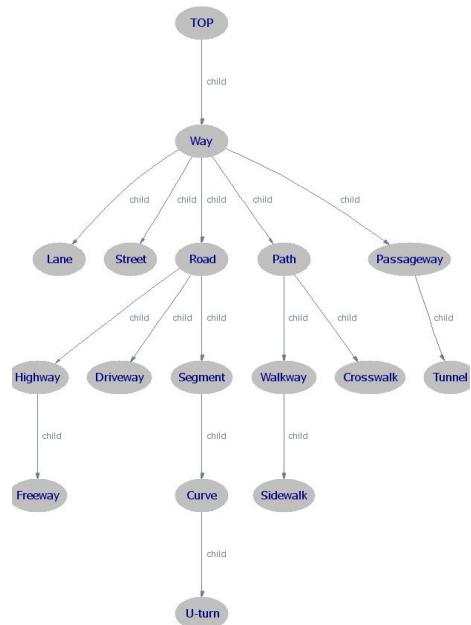 TOP
child
Way
child child child child child
Lane Street Road Path Passageway
child child child child child child
Highway Driveway Segment Walkway Crosswalk Tunnel
child child child
Freeway Curve Sidewalk
child
U-turn